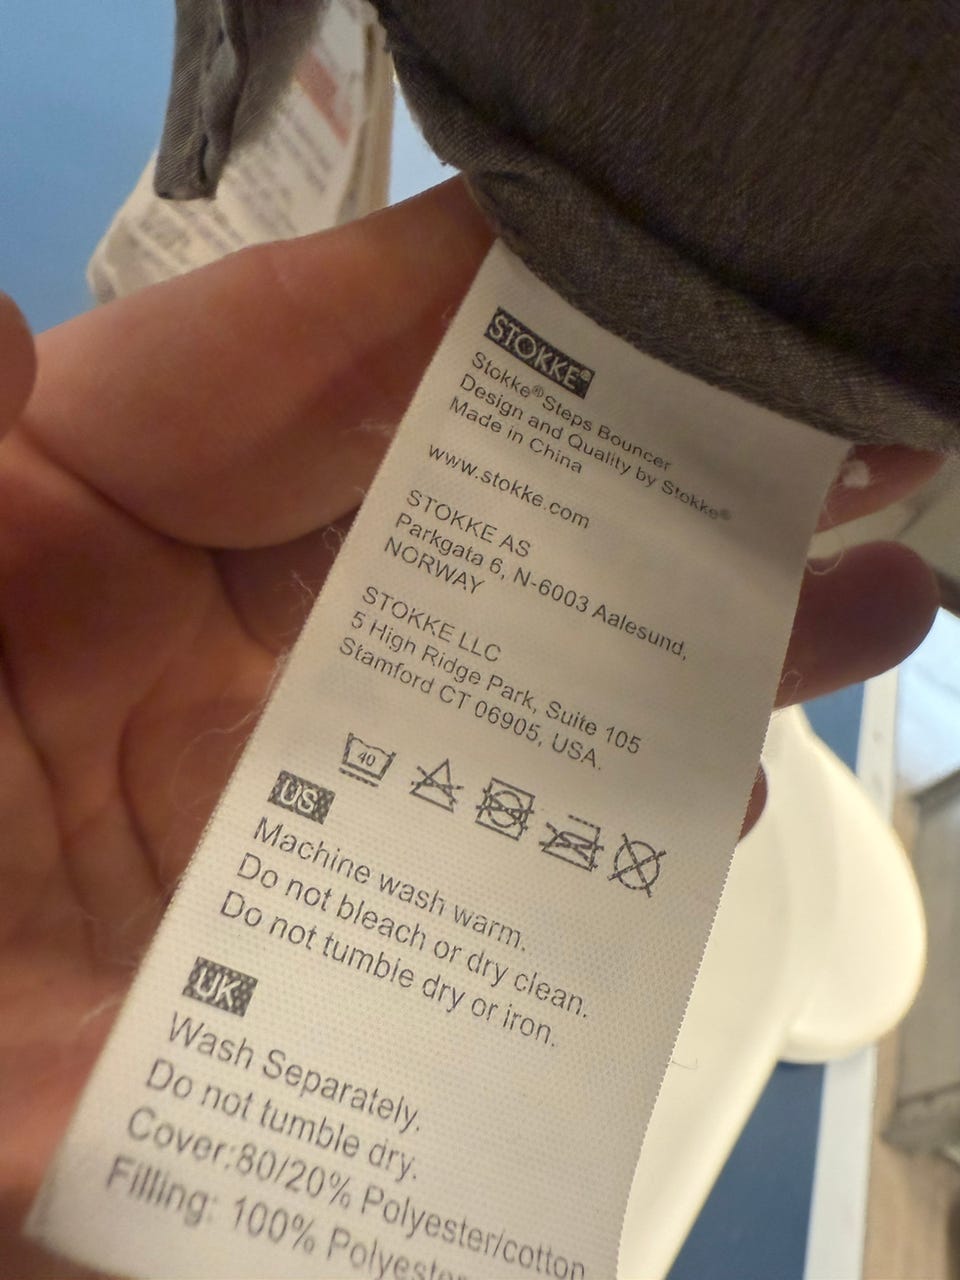 STOKKE®
Stokke® Steps Bouncer
Design and Quality by Stokke®
Made in China
www.stokke.com
STOKKE AS
Parkgata 6, N-6003 Aalesund,
NORWAY
STOKKE LLC
5 High Ridge Park, Suite 105
Stamford CT 06905, USA.
40
US
Machine wash warm.
Do not bleach or dry clean.
Do not tumble dry or iron.
UK
Wash Separately.
Do not tumble dry.
Cover:80/20% Polyester/cotton
Filling: 100% Polyester